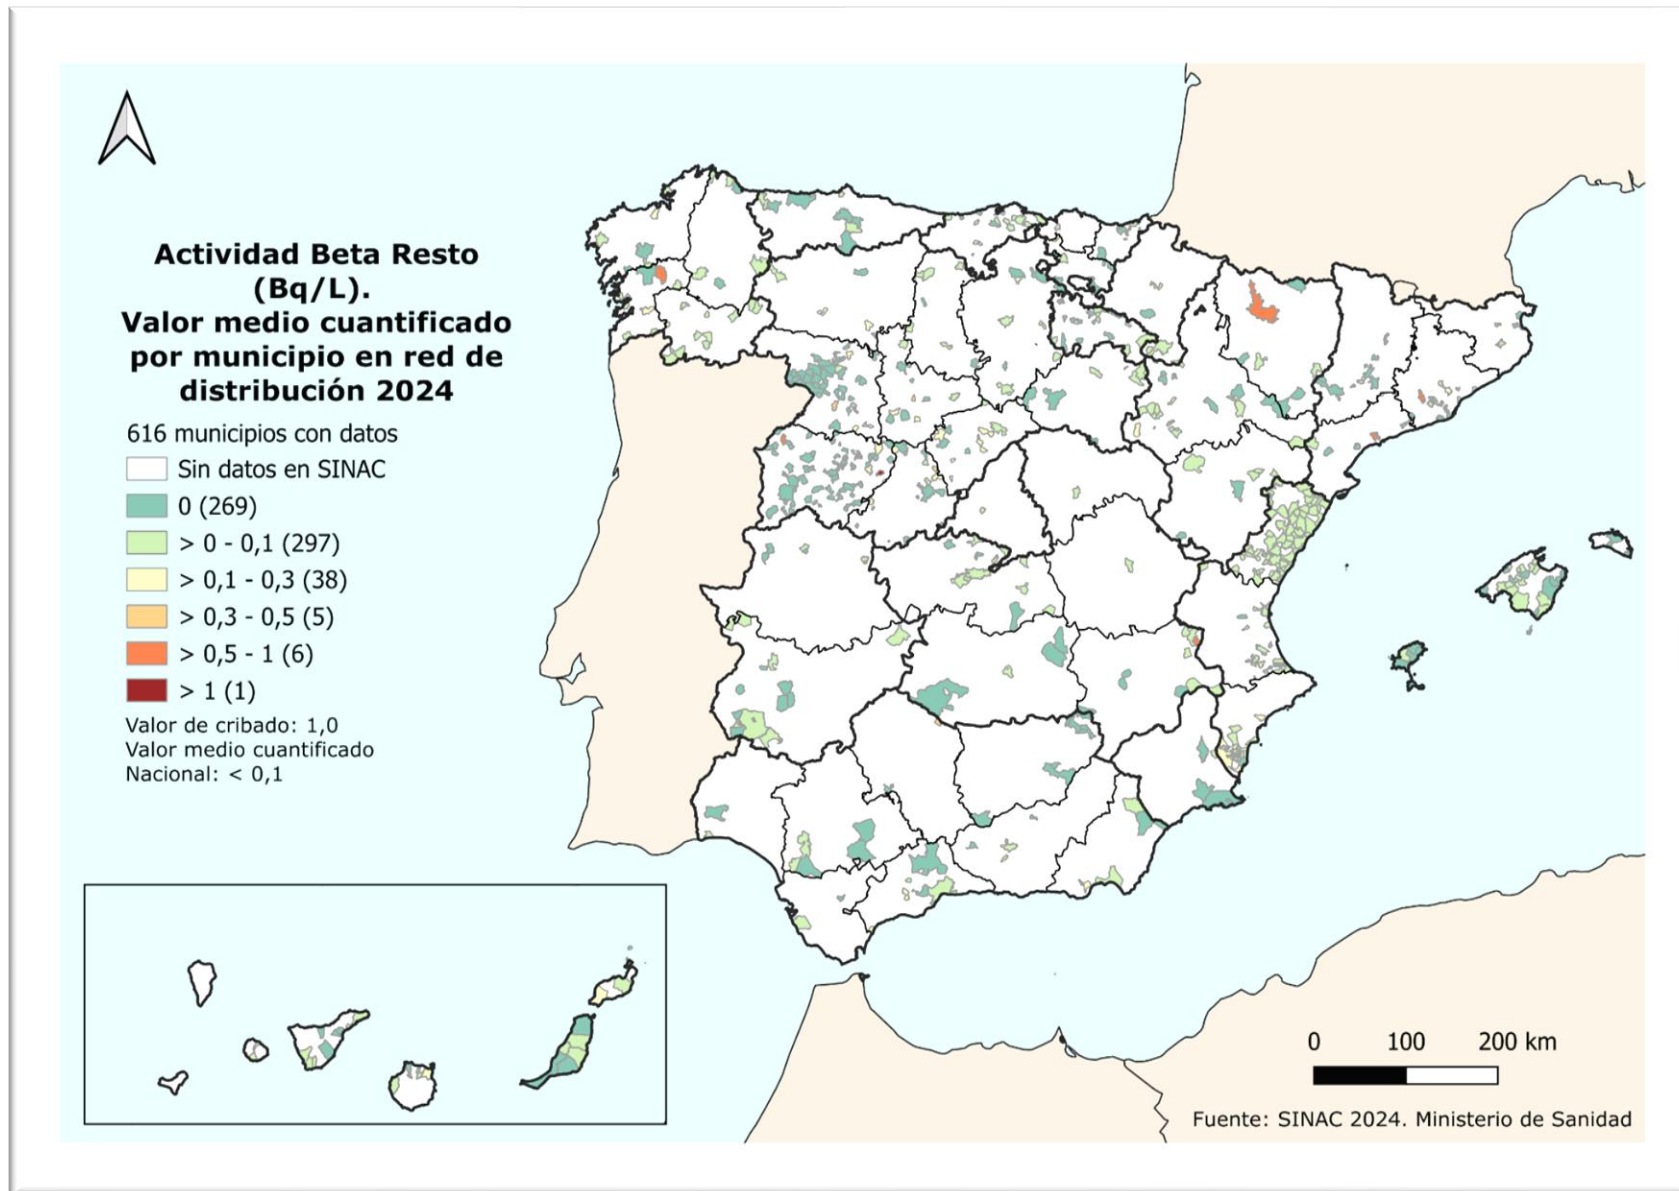 Actividad Beta Resto
(Bq/L).
Valor medio cuantificado
por municipio en red de
distribución 2024
616 municipios con datos
Sin datos en SINAC
0 (269)
> 0 - 0,1 (297)
> 0,1 - 0,3 (38)
> 0,3 - 0,5 (5)
> 0,5 - 1 (6)
> 1 (1)
Valor de cribado: 1,0
Valor medio cuantificado
Nacional: < 0,1
0 100 200 km
Fuente: SINAC 2024. Ministerio de Sanidad